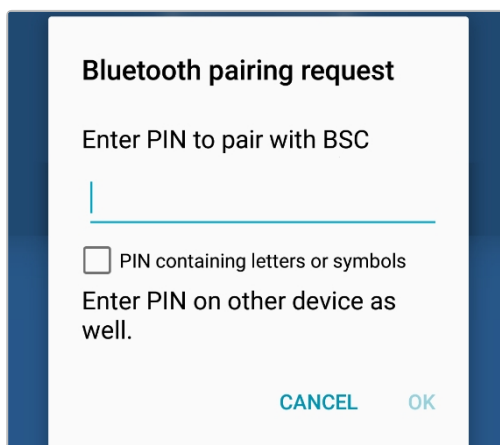 Bluetooth pairing request
Enter PIN to pair with BSC
PIN containing letters or symbols
Enter PIN on other device as
well.
CANCEL OK